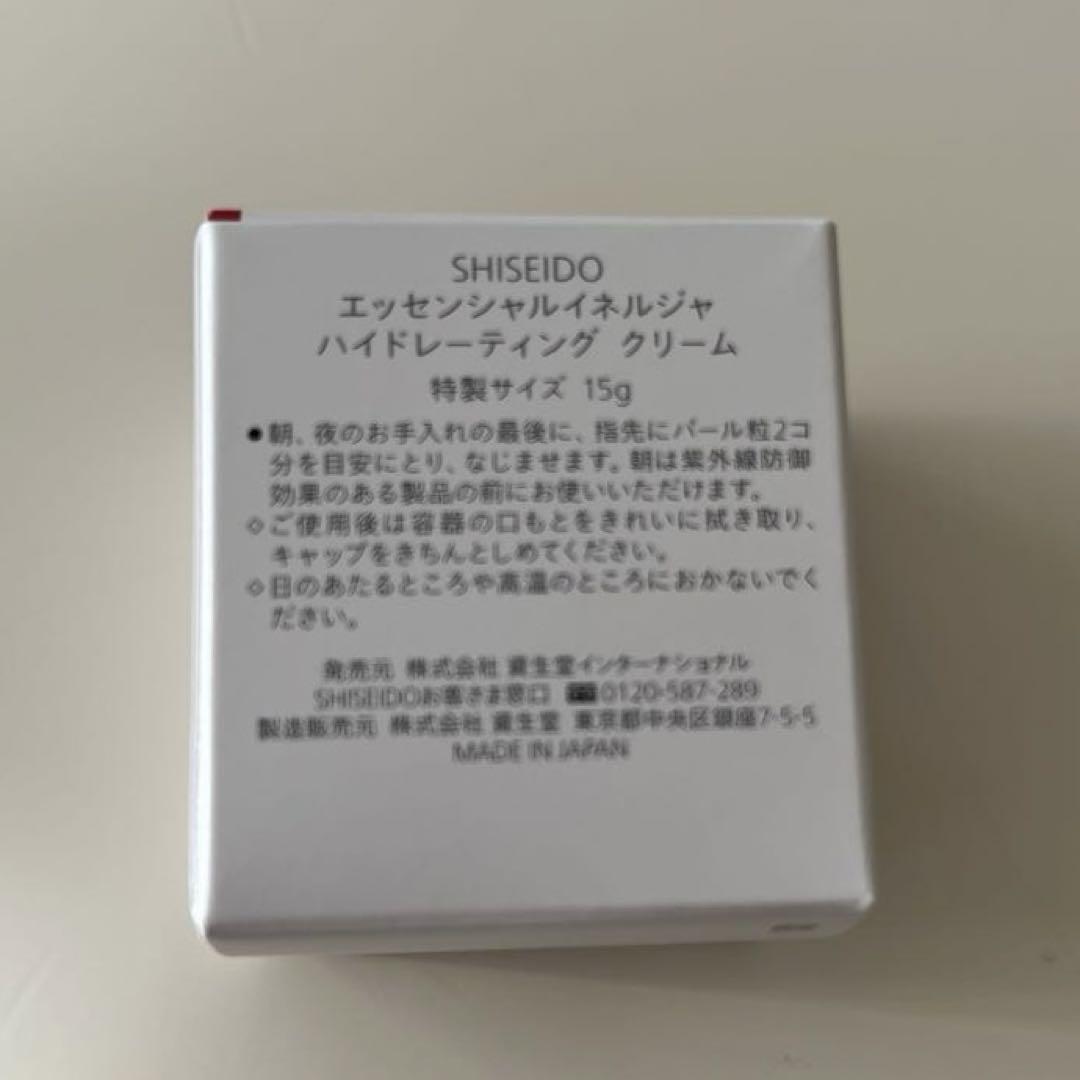 SHISEIDO
エッセンシャルイネルジャ
ハイドレーティング クリーム
特製サイズ 15g
●朝、夜のお手入れの最後に、指先にパール粒2コ
分を目安にとり、なじませます。朝は紫外線防御
効果のある製品の前にお使いいただけます。
◇ご使用後は容器の口もとをきれいに拭き取り、
キャップをきちんとしめてください。
◇日のあたるところや高温のところにおかないでく
ださい。
発売元 株式会社 資生堂インターナショナル
SHISEIDOお客さま窓口 0120-587-289
製造販売元 株式会社 資生堂 東京都中央区銀座7-5-5
MADE IN JAPAN